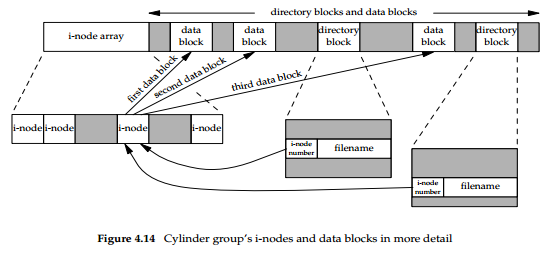 directory blocks and data blocks
i-node array
data
block
data
block
directory
block
data
block
directory
block
first data block
second data block
third data block
i-node
i-node
i-node
i-node
i-node
number
filename
i-node
number
filename
Figure 4.14 Cylinder group's i-nodes and data blocks in more detail